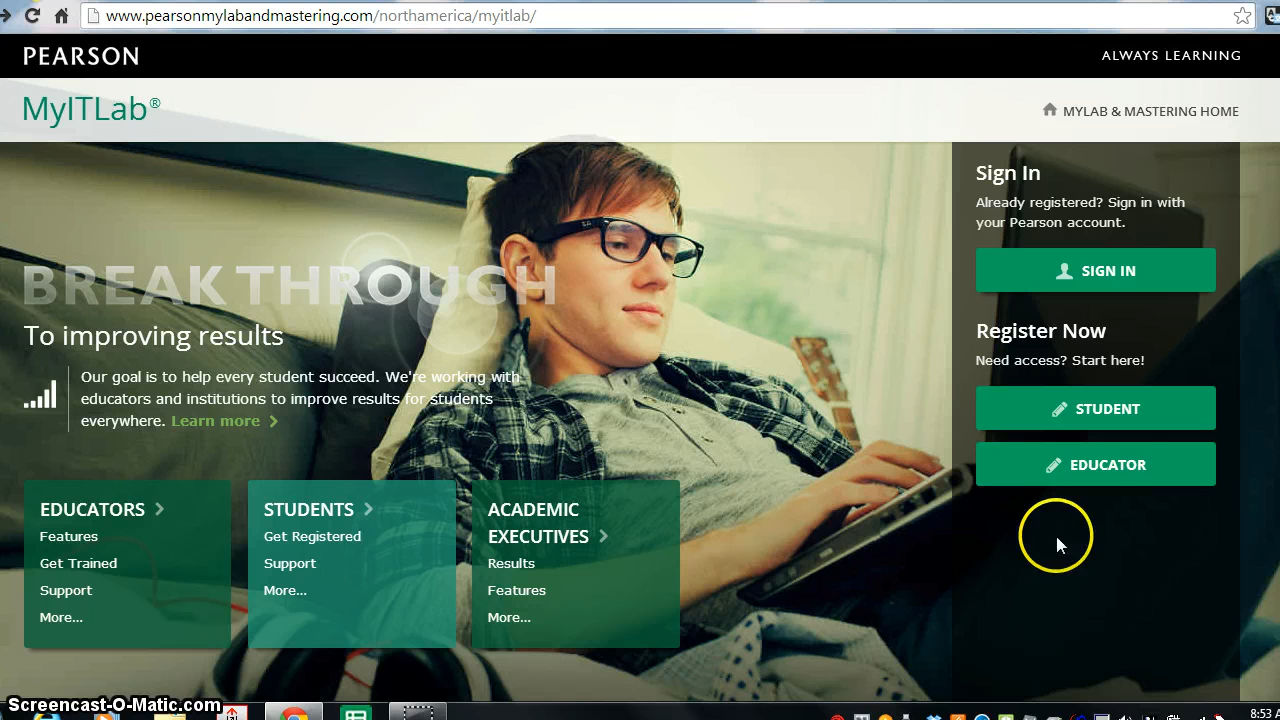 www.pearsonmylabandmastering.com/northamerica/myitlab/
PEARSON
ALWAYS LEARNING
MyITLab®
MYLAB & MASTERING HOME
BREAKTHROUGH
To improving results
Our goal is to help every student succeed. We're working with
educators and institutions to improve results for students
everywhere. Learn more
EDUCATORS
Features
Get Trained
Support
More...
STUDENTS
Get Registered
Support
More...
ACADEMIC
EXECUTIVES
Results
Features
More...
Sign In
Already registered? Sign in with
your Pearson account.
SIGN IN
Register Now
Need access? Start here!
STUDENT
EDUCATOR
Screencast-O-Matic.com
8:53